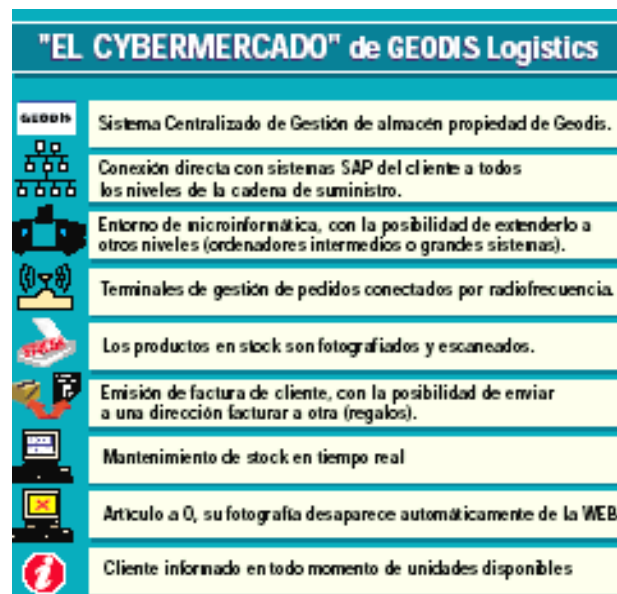 "EL CYBERMERCADO" de GEODIS Logistics
GEODIS
Sistema Centralizado de Gestión de almacén propiedad de Geodis.
Conexión directa con sistemas SAP del cliente a todos
los niveles de la cadena de suministro.
Entorno de microinformática, con la posibilidad de extenderlo a
otros niveles (ordenadores intermedios o grandes sistemas).
Terminales de gestión de pedidos conectados por radiofrecuencia.
Los productos en stock son fotografiados y escaneados.
Emisión de factura de cliente, con la posibilidad de enviar
a una dirección facturar a otra (regalos).
Mantenimiento de stock en tiempo real
Artículo a 0, su fotografía desaparece automáticamente de la WEB
Cliente informado en todo momento de unidades disponibles